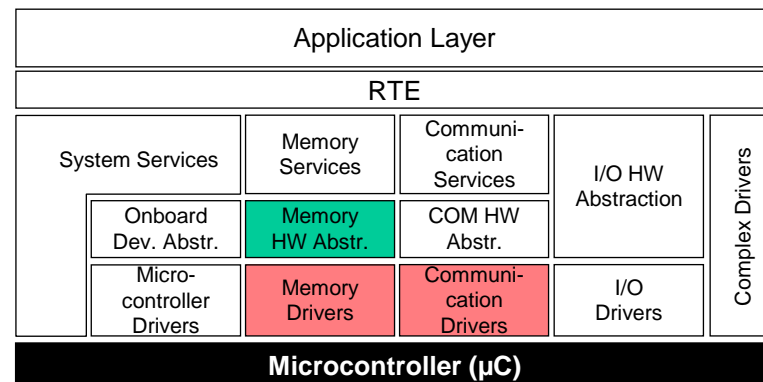 Application Layer
RTE
System Services
Memory
Services
Communi-
cation
Services
I/O HW
Abstraction
Complex Drivers
Onboard
Dev. Abstr.
Memory
HW Abstr.
COM HW
Abstr.
Micro-
controller
Drivers
Memory
Drivers
Communi-
cation
Drivers
I/O
Drivers
Microcontroller (µC)